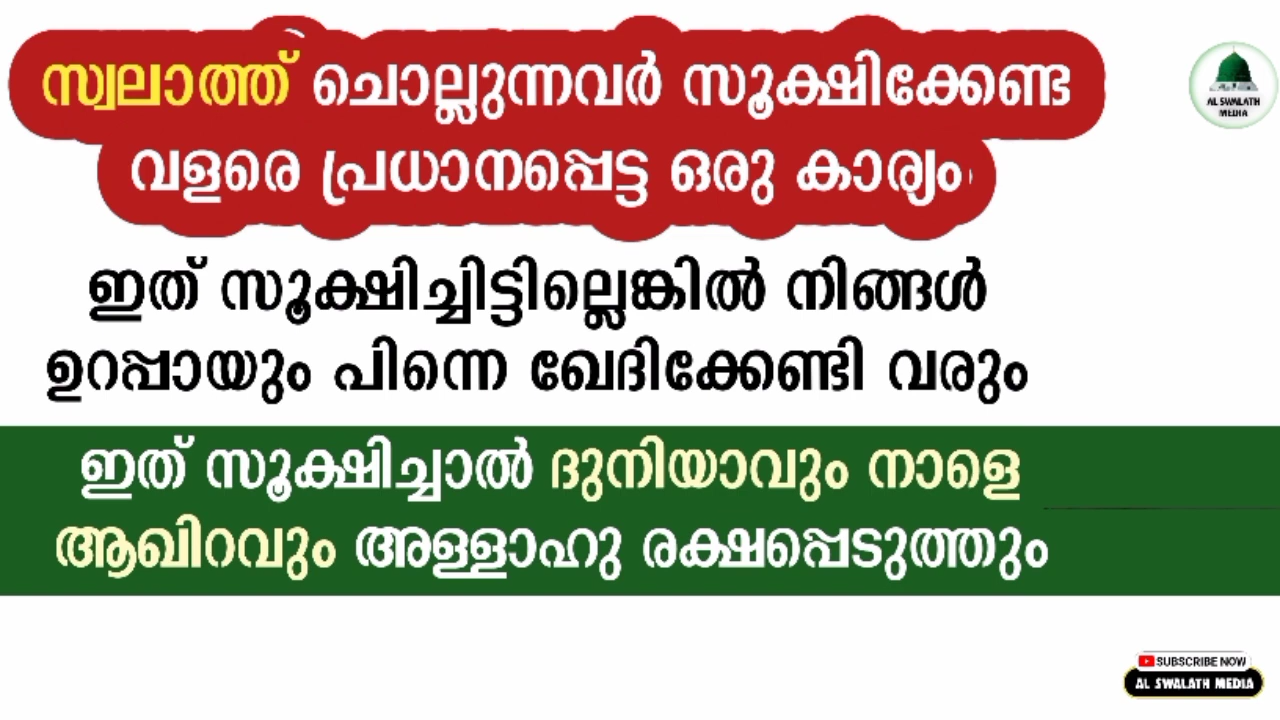 സ്വലാത്ത് ചൊല്ലുന്നവർ സൂക്ഷിക്കേണ്ട
വളരെ പ്രധാനപ്പെട്ട ഒരു കാര്യം
ഇത് സൂക്ഷിച്ചിട്ടില്ലെങ്കിൽ നിങ്ങൾ
ഉറപ്പായും പിന്നെ ഖേദിക്കേണ്ടി വരും
ഇത് സൂക്ഷിച്ചാൽ ദുനിയാവും നാളെ
ആഖിറവും അള്ളാഹു രക്ഷപ്പെടുത്തും
AL SWALATH
MEDIA
SUBSCRIBE NOW
AL SWALATH MEDIA